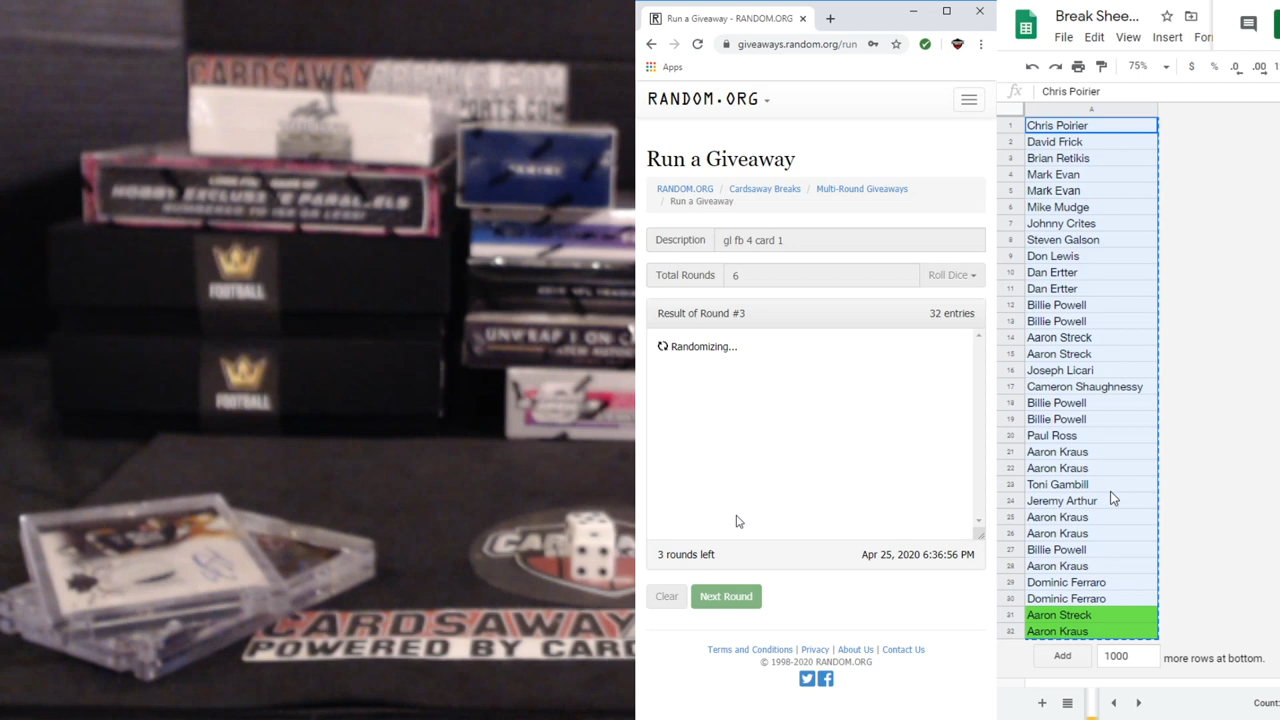 CARDSAWAY
PANINI
FOOTBALL
FOOTBALL
POWERED BY
Run a Giveaway - RANDOM.ORG
giveaways.random.org/run
Apps
RANDOM.ORG
Run a Giveaway
RANDOM.ORG / Cardsaway Breaks / Multi-Round Giveaways
/ Run a Giveaway
Description gl fb 4 card 1
Total Rounds 6 Roll Dice
Result of Round #3 32 entries
Randomizing...
3 rounds left Apr 25, 2020 6:36:56 PM
Clear Next Round
Terms and Conditions | Privacy | About Us | Contact Us
© 1998-2020 RANDOM.ORG
Break Shee...
File Edit View Insert For
75% $ % .0 .00 1
fx Chris Poirier
A
1 Chris Poirier
2 David Frick
3 Brian Retikis
4 Mark Evan
5 Mark Evan
6 Mike Mudge
7 Johnny Crites
8 Steven Galson
9 Don Lewis
10 Dan Ertter
11 Dan Ertter
12 Billie Powell
13 Billie Powell
14 Aaron Streck
15 Aaron Streck
16 Joseph Licari
17 Cameron Shaughnessy
18 Billie Powell
19 Billie Powell
20 Paul Ross
21 Aaron Kraus
22 Aaron Kraus
23 Toni Gambill
24 Jeremy Arthur
25 Aaron Kraus
26 Aaron Kraus
27 Billie Powell
28 Aaron Kraus
29 Dominic Ferraro
30 Dominic Ferraro
31 Aaron Streck
32 Aaron Kraus
Add 1000 more rows at bottom.
Count: